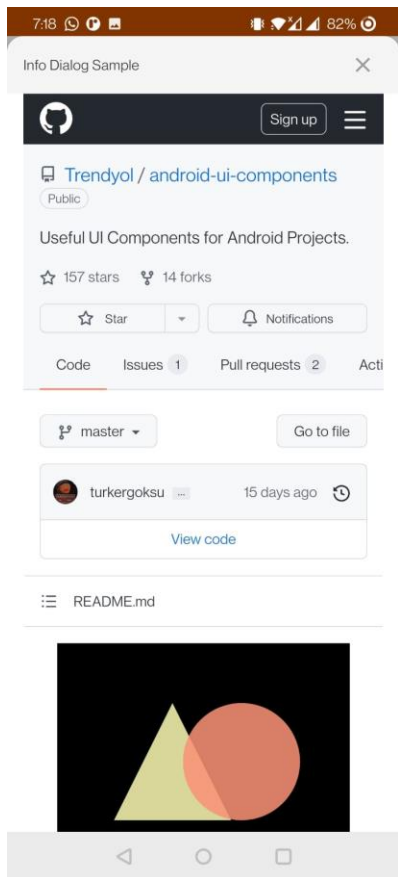 7:18 82%
Info Dialog Sample
Sign up
Trendyol / android-ui-components
Public
Useful UI Components for Android Projects.
157 stars 14 forks
Star Notifications
Code Issues 1 Pull requests 2 Acti
master Go to file
turkergoksu ... 15 days ago
View code
README.md